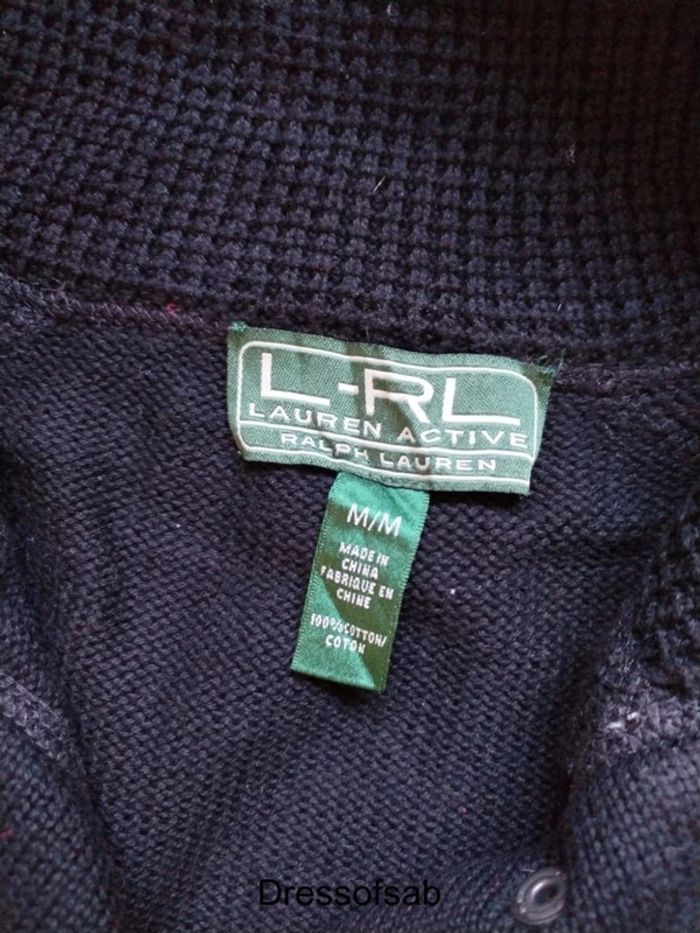 L-RL
LAUREN ACTIVE
RALPH LAUREN
M/M
MADE IN
CHINA
FABRIQUE EN
CHINE
100%COTTON/
COTON
Dressofsab